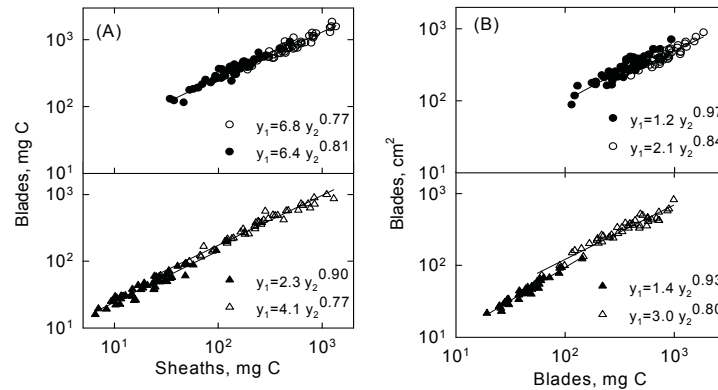 (A)
10³
10²
10¹
y₁=6.8 y₂^0.77
y₁=6.4 y₂^0.81
10³
10²
10¹
y₁=2.3 y₂^0.90
y₁=4.1 y₂^0.77
10¹ 10² 10³
Blades, mg C
Sheaths, mg C
(B)
10³
10²
10¹
y₁=1.2 y₂^0.97
y₁=2.1 y₂^0.84
10³
10²
10¹
y₁=1.4 y₂^0.93
y₁=3.0 y₂^0.80
10¹ 10² 10³
Blades, cm²
Blades, mg C